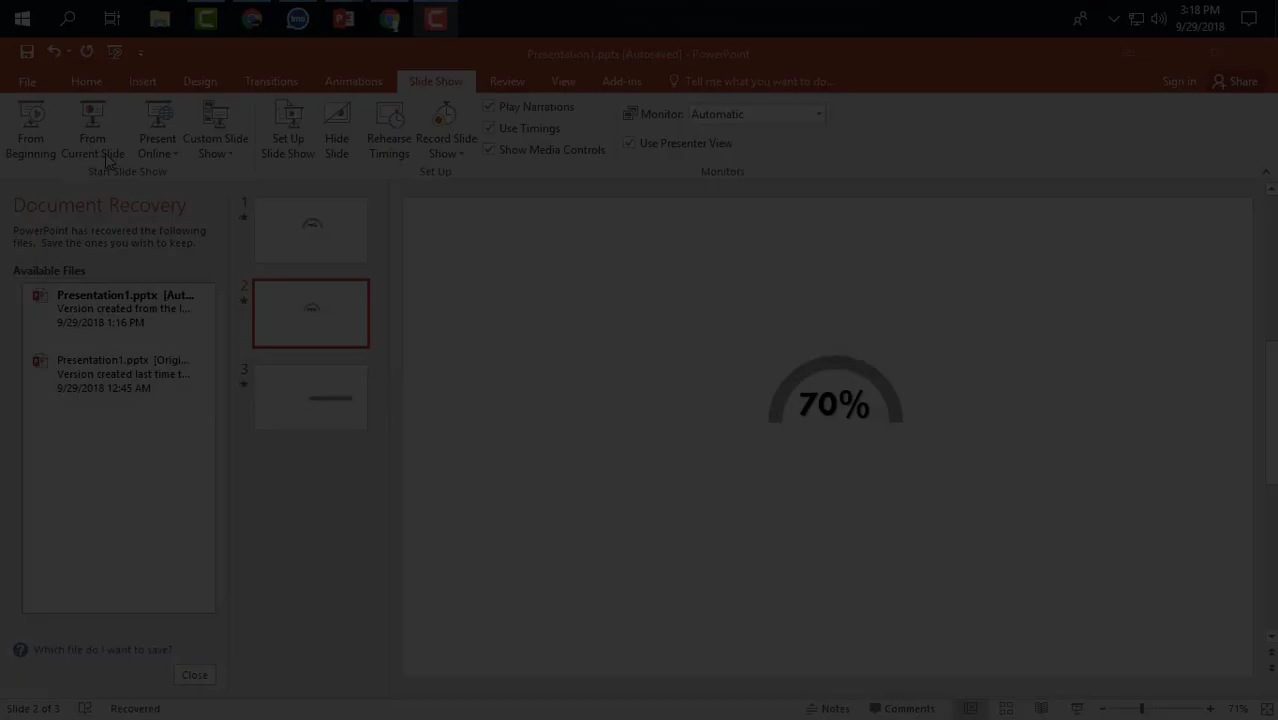 3:18 PM
9/29/2018
imo
Presentation1.pptx [Autosaved] - PowerPoint
File Home Insert Design Transitions Animations Slide Show Review View Add-ins Tell me what you want to do... Sign in Share
From Beginning
From Current Slide
Present Online
Custom Slide Show
Set Up Slide Show
Hide Slide
Rehearse Timings
Record Slide Show
Play Narrations
Use Timings
Show Media Controls
Monitor: Automatic
Use Presenter View
Start Slide Show Set Up Monitors
Document Recovery
PowerPoint has recovered the following
files. Save the ones you wish to keep.
Available Files
Presentation1.pptx [Aut...
Version created from the l...
9/29/2018 1:16 PM
Presentation1.pptx [Origi...
Version created last time t...
9/29/2018 12:45 AM
Which file do I want to save?
Close
1
2
3
70%
Slide 2 of 3 Recovered Notes Comments 71%